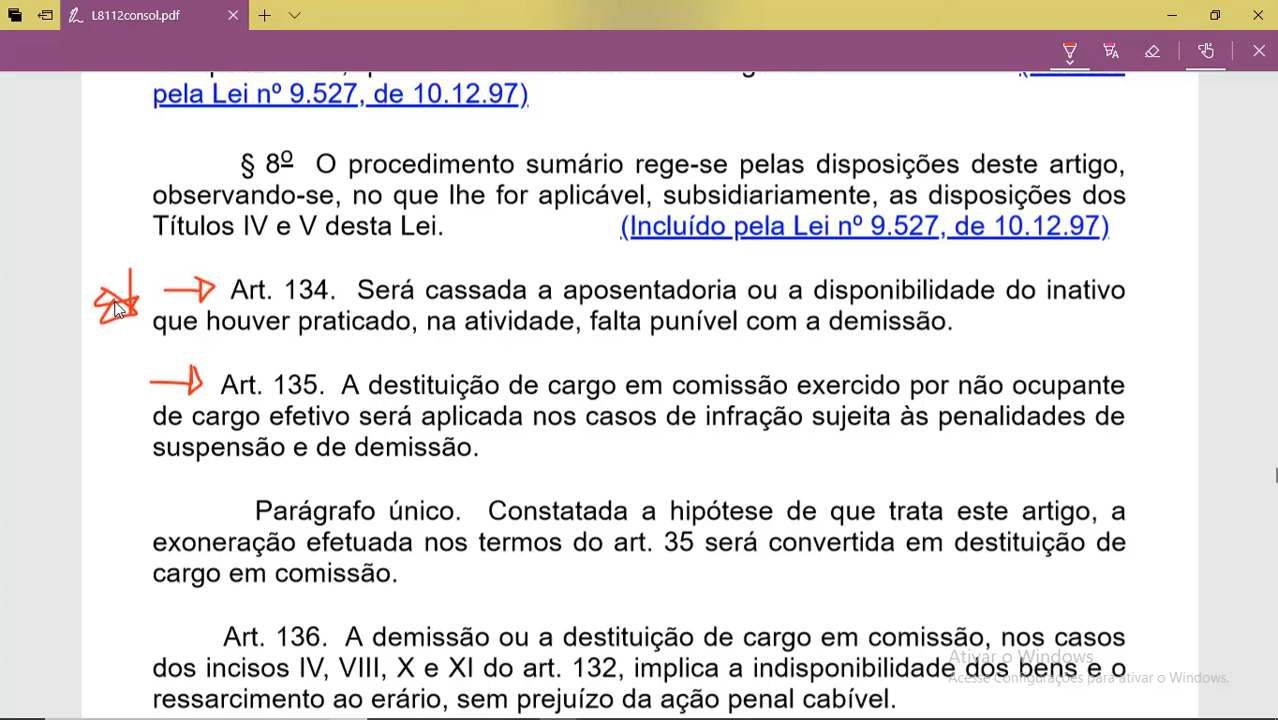 L8112consol.pdf
pela Lei nº 9.527, de 10.12.97)
§ 8º O procedimento sumário rege-se pelas disposições deste artigo,
observando-se, no que lhe for aplicável, subsidiariamente, as disposições dos
Títulos IV e V desta Lei. (Incluído pela Lei nº 9.527, de 10.12.97)
Art. 134. Será cassada a aposentadoria ou a disponibilidade do inativo
que houver praticado, na atividade, falta punível com a demissão.
Art. 135. A destituição de cargo em comissão exercido por não ocupante
de cargo efetivo será aplicada nos casos de infração sujeita às penalidades de
suspensão e de demissão.
Parágrafo único. Constatada a hipótese de que trata este artigo, a
exoneração efetuada nos termos do art. 35 será convertida em destituição de
cargo em comissão.
Art. 136. A demissão ou a destituição de cargo em comissão, nos casos
dos incisos IV, VIII, X e XI do art. 132, implica a indisponibilidade dos bens e o
ressarcimento ao erário, sem prejuízo da ação penal cabível.
Ativar o Windows
Acesse Configurações para ativar o Windows.